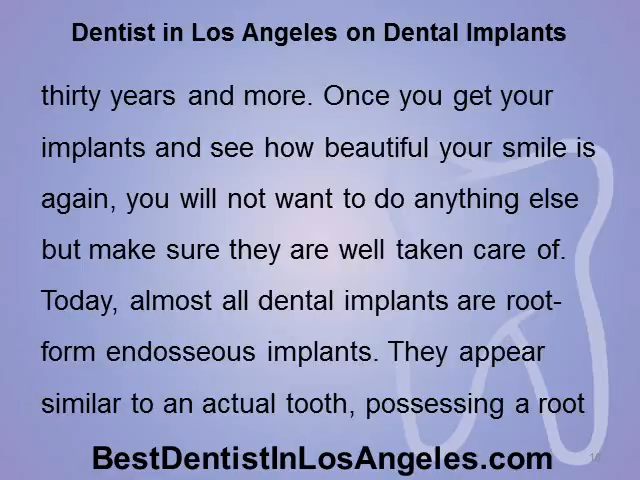 Dentist in Los Angeles on Dental Implants
thirty years and more. Once you get your
implants and see how beautiful your smile is
again, you will not want to do anything else
but make sure they are well taken care of.
Today, almost all dental implants are root-
form endosseous implants. They appear
similar to an actual tooth, possessing a root
BestDentistInLosAngeles.com